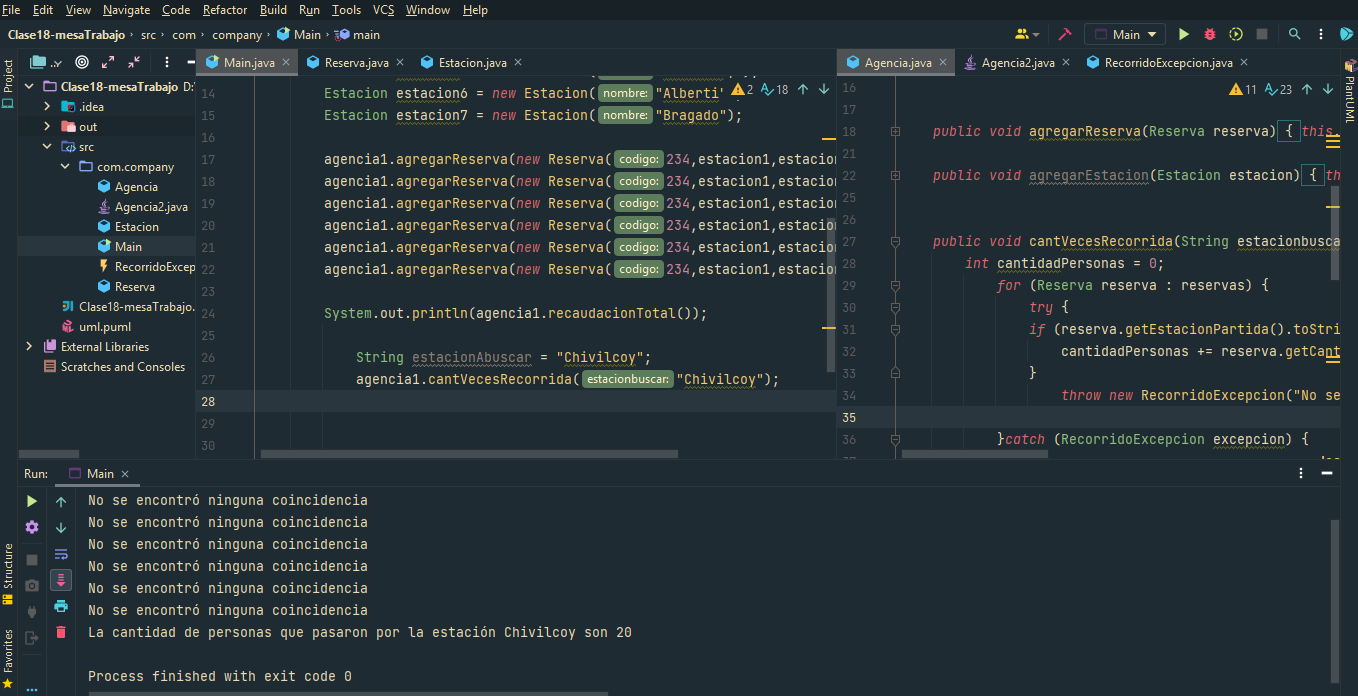 File Edit View Navigate Code Refactor Build Run Tools VCS Window Help
Clase18-mesaTrabajo › src › com › company › Main › main
Main
Project
Main.java ×
Reserva.java ×
Estacion.java ×
Agencia.java ×
Agencia2.java ×
RecorridoExcepcion.java ×
PlantUML
Clase18-mesaTrabajo D:
.idea
out
src
com.company
Agencia
Agencia2.java
Estacion
Main
RecorridoExcep
Reserva
Clase18-mesaTrabajo.
uml.puml
External Libraries
Scratches and Consoles
2 18
14 Estacion estacion6 = new Estacion( nombre: "Alberti"
15 Estacion estacion7 = new Estacion( nombre: "Bragado");
16
17 agencia1.agregarReserva(new Reserva( codigo: 234,estacion1,estacion
18 agencia1.agregarReserva(new Reserva( codigo: 234,estacion1,estacion
19 agencia1.agregarReserva(new Reserva( codigo: 234,estacion1,estacion
20 agencia1.agregarReserva(new Reserva( codigo: 234,estacion1,estacion
21 agencia1.agregarReserva(new Reserva( codigo: 234,estacion1,estacion
22 agencia1.agregarReserva(new Reserva( codigo: 234,estacion1,estacion
23
24 System.out.println(agencia1.recaudacionTotal());
25
26 String estacionAbuscar = "Chivilcoy";
27 agencia1.cantVecesRecorrida( estacionbuscar: "Chivilcoy");
28
29
30
11 23
16
17
18 public void agregarReserva(Reserva reserva) { this.
21
22 public void agregarEstacion(Estacion estacion) { th
25
26
27 public void cantVecesRecorrida(String estacionbusca
28 int cantidadPersonas = 0;
29 for (Reserva reserva : reservas) {
30 try {
31 if (reserva.getEstacionPartida().toStri
32 cantidadPersonas += reserva.getCant
33 }
34 throw new RecorridoExcepcion("No se
35
36 }catch (RecorridoExcepcion excepcion) {
Run: Main ×
No se encontró ninguna coincidencia
No se encontró ninguna coincidencia
No se encontró ninguna coincidencia
No se encontró ninguna coincidencia
No se encontró ninguna coincidencia
No se encontró ninguna coincidencia
La cantidad de personas que pasaron por la estación Chivilcoy son 20
Process finished with exit code 0
Structure
Favorites